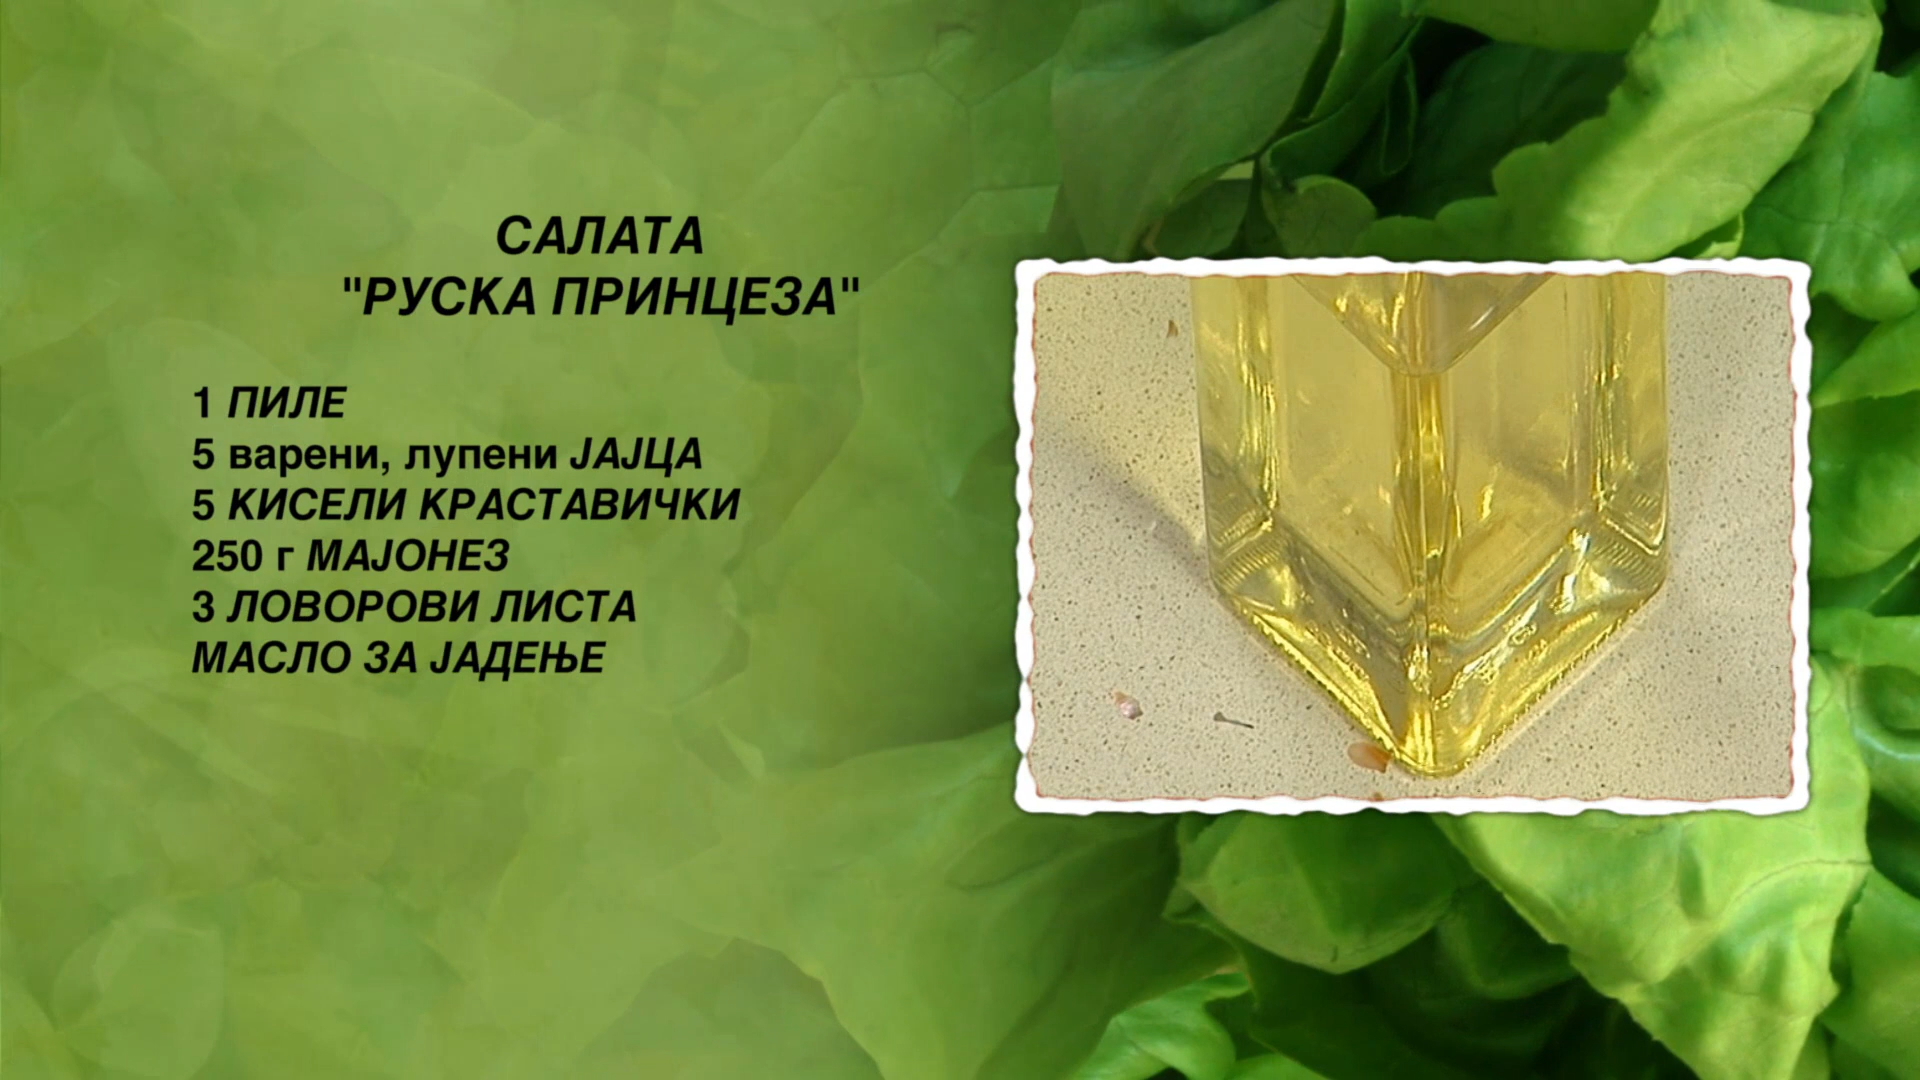 САЛАТА
"РУСКА ПРИНЦЕЗА"
1 ПИЛЕ
5 варени, лупени ЈАЈЦА
5 КИСЕЛИ КРАСТАВИЧКИ
250 г МАЈОНЕЗ
3 ЛОВОРОВИ ЛИСТА
МАСЛО ЗА ЈАДЕЊЕ